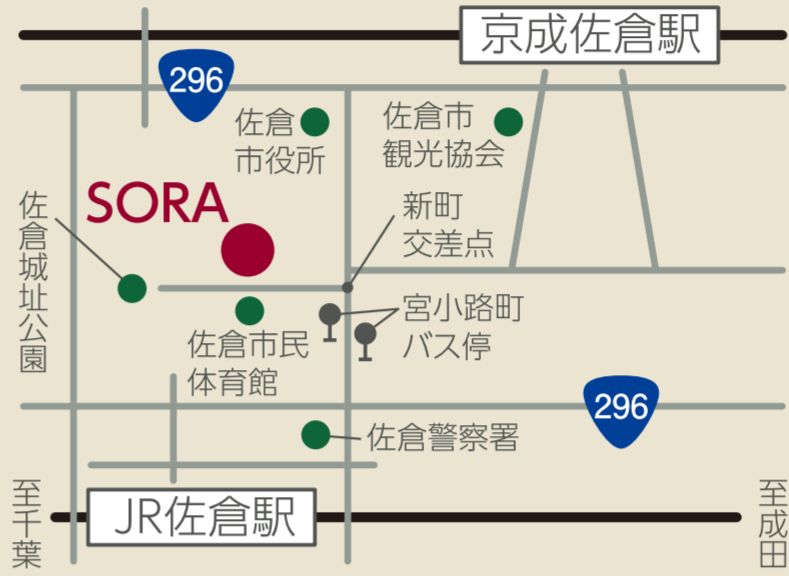 京成佐倉駅
296
佐倉
市役所
佐倉市
観光協会
SORA
新町
交差点
佐倉城址公園
宮小路町
バス停
佐倉市民
体育館
296
佐倉警察署
至千葉
JR佐倉駅
至成田